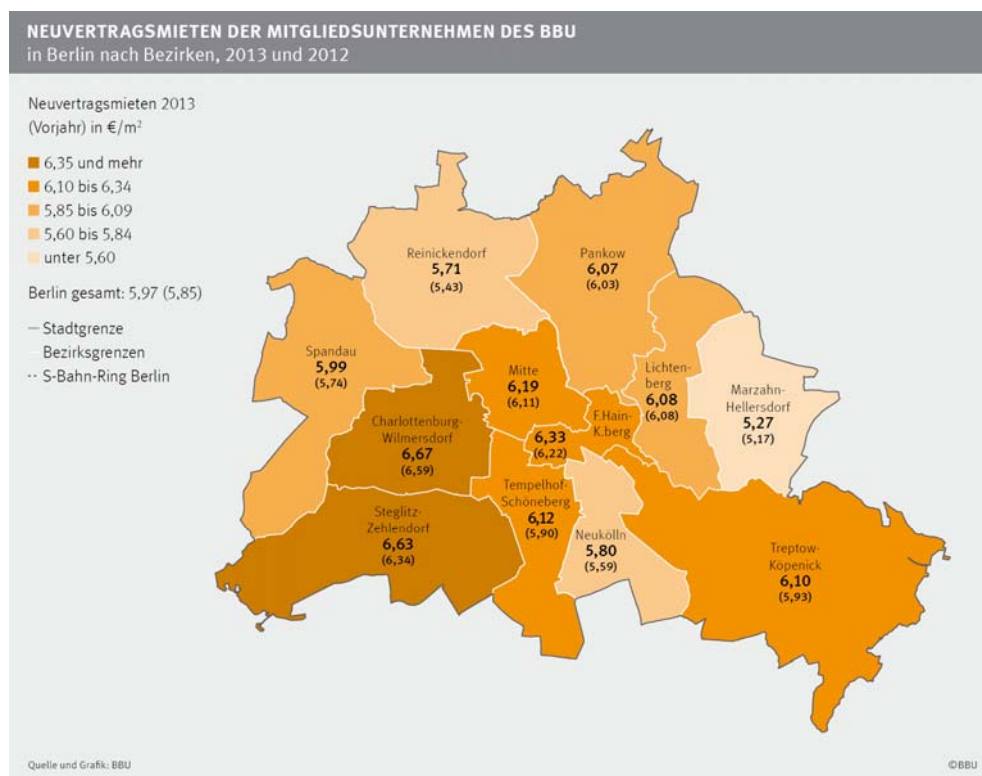 NEUVERTRAGSMIETEN DER MITGLIEDSUNTERNEHMEN DES BBU
in Berlin nach Bezirken, 2013 und 2012
Neuvertragsmieten 2013
(Vorjahr) in €/m²
6,35 und mehr
6,10 bis 6,34
5,85 bis 6,09
5,60 bis 5,84
unter 5,60
Berlin gesamt: 5,97 (5,85)
Stadtgrenze
Bezirksgrenzen
S-Bahn-Ring Berlin
Reinickendorf
5,71
(5,43)
Pankow
6,07
(6,03)
Spandau
5,99
(5,74)
Mitte
6,19
(6,11)
Lichten-
berg
6,08
(6,08)
Marzahn-
Hellersdorf
5,27
(5,17)
Charlottenburg-
Wilmersdorf
6,67
(6,59)
F.Hain-
K.berg
6,33
(6,22)
Tempelhof-
Schöneberg
6,12
(5,90)
Steglitz-
Zehlendorf
6,63
(6,34)
Neukölln
5,80
(5,59)
Treptow-
Kopenick
6,10
(5,93)
Quelle und Grafik: BBU
©BBU